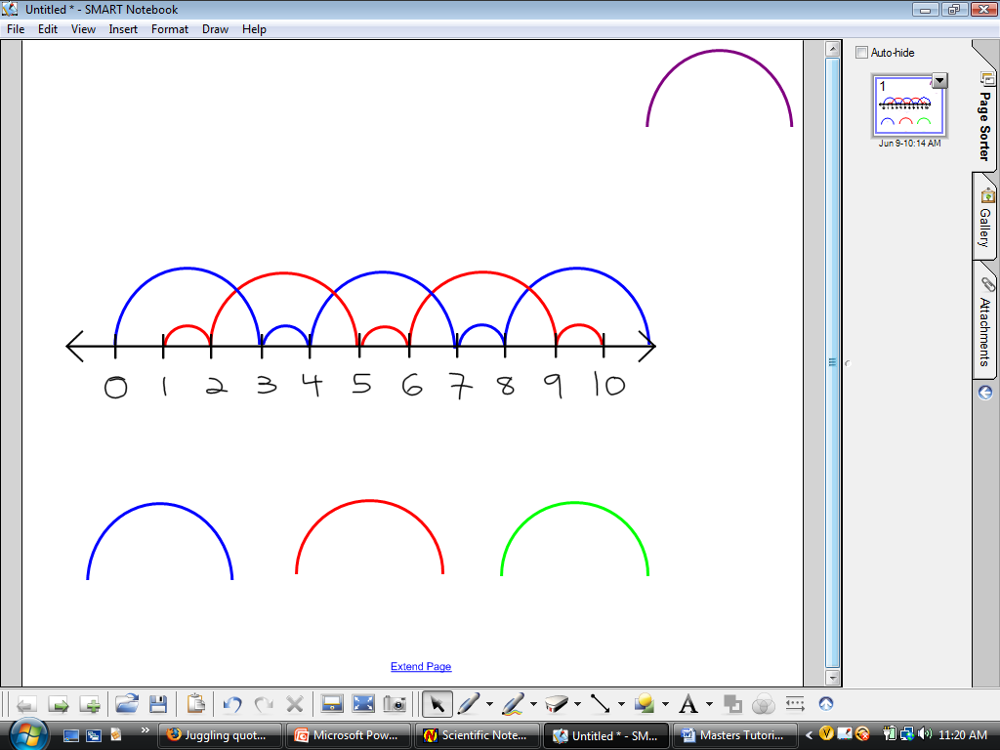 Untitled * - SMART Notebook
File Edit View Insert Format Draw Help
Auto-hide
1
Jun 9-10:14 AM
Page Sorter
Gallery
Attachments
0 1 2 3 4 5 6 7 8 9 10
Extend Page
A
Juggling quot...
Microsoft Pow...
Scientific Note...
Untitled * - SM...
Masters Tutori...
11:20 AM